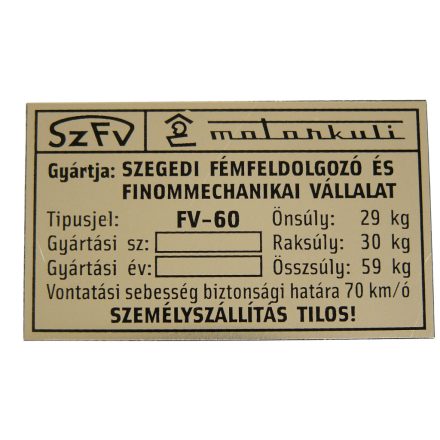 SzFv motorkuli
Gyártja: SZEGEDI FÉMFELDOLGOZÓ ÉS
FINOMMECHANIKAI VÁLLALAT
Tipusjel: FV-60 Önsúly: 29 kg
Gyártási sz: Raksúly: 30 kg
Gyártási év: Összsúly: 59 kg
Vontatási sebesség biztonsági határa 70 km/ó
SZEMÉLYSZÁLLÍTÁS TILOS!